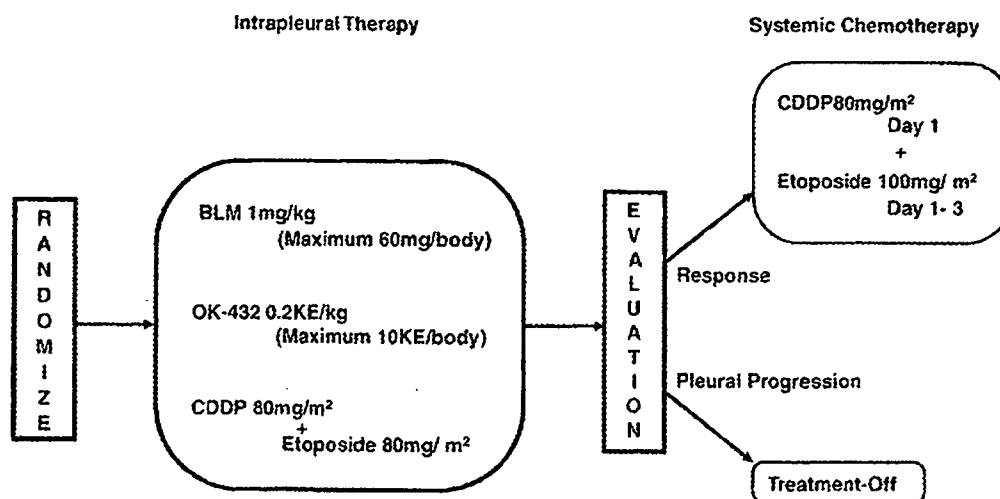 Intrapleural Therapy
Systemic Chemotherapy
RANDOMIZE
BLM 1mg/kg
(Maximum 60mg/body)
OK-432 0.2KE/kg
(Maximum 10KE/body)
CDDP 80mg/m²
+
Etoposide 80mg/ m²
EVALUATION
CDDP80mg/m²
Day 1
+
Etoposide 100mg/ m²
Day 1- 3
Response
Pleural Progression
Treatment-Off